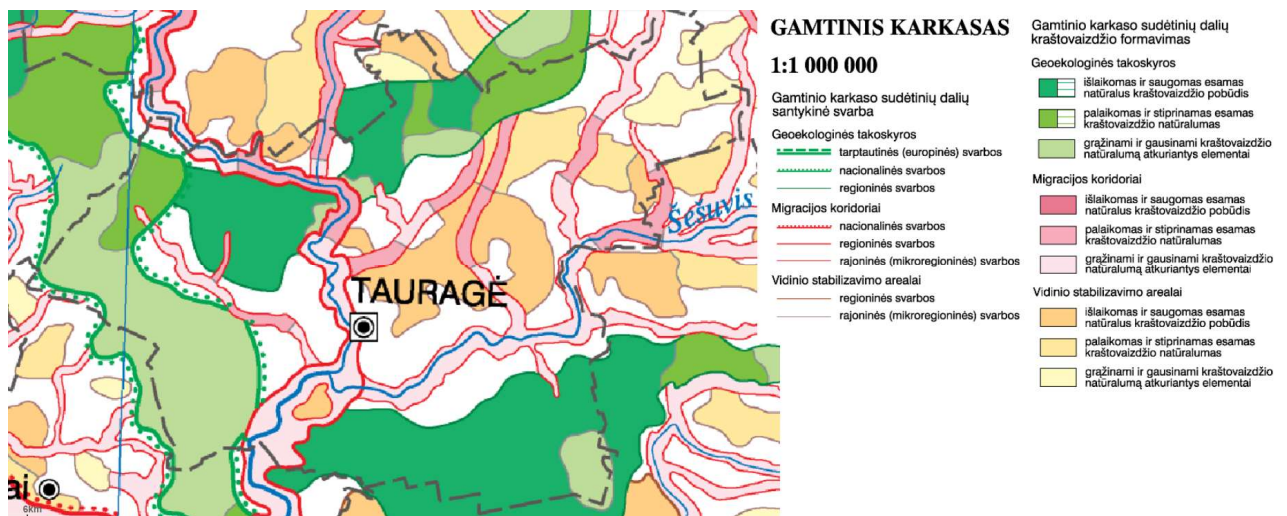 Šešuvis
TAURAGĖ
ai
6km
GAMTINIS KARKASAS
1:1 000 000
Gamtinio karkaso sudėtinių dalių
santykinė svarba
Geoekologinės takoskyros
tarptautinės (europinės) svarbos
nacionalinės svarbos
regioninės svarbos
Migracijos koridoriai
nacionalinės svarbos
regioninės svarbos
rajoninės (mikroregioninės) svarbos
Vidinio stabilizavimo arealai
regioninės svarbos
rajoninės (mikroregioninės) svarbos
Gamtinio karkaso sudėtinių dalių
kraštovaizdžio formavimas
Geoekologinės takoskyros
išlaikomas ir saugomas esamas
natūralus kraštovaizdžio pobūdis
palaikomas ir stiprinamas esamas
kraštovaizdžio natūralumas
grąžinami ir gausinami kraštovaizdžio
natūralumą atkuriantys elementai
Migracijos koridoriai
išlaikomas ir saugomas esamas
natūralus kraštovaizdžio pobūdis
palaikomas ir stiprinamas esamas
kraštovaizdžio natūralumas
grąžinami ir gausinami kraštovaizdžio
natūralumą atkuriantys elementai
Vidinio stabilizavimo arealai
išlaikomas ir saugomas esamas
natūralus kraštovaizdžio pobūdis
palaikomas ir stiprinamas esamas
kraštovaizdžio natūralumas
grąžinami ir gausinami kraštovaizdžio
natūralumą atkuriantys elementai